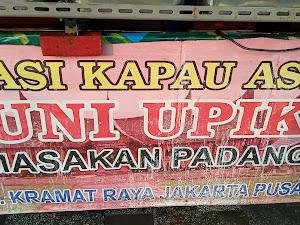 ASI KAPAU AS
UNI UPIK
MASAKAN PADANG
. KRAMAT RAYA JAKARTA PUSA